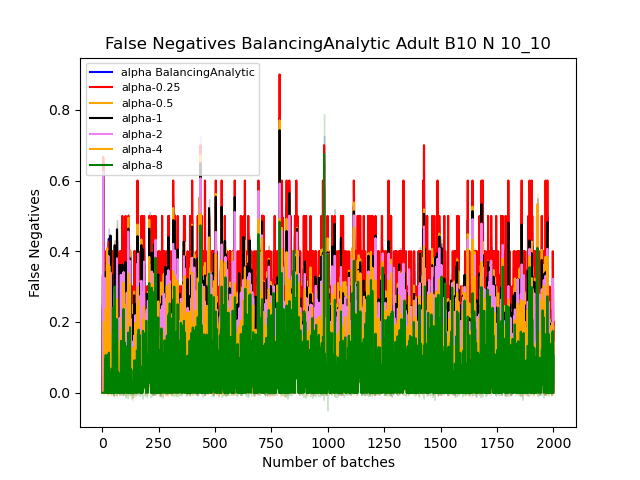 False Negatives BalancingAnalytic Adult B10 N 10_10
alpha BalancingAnalytic
alpha-0.25
alpha-0.5
alpha-1
alpha-2
alpha-4
alpha-8
0.8
0.6
0.4
0.2
0.0
False Negatives
0 250 500 750 1000 1250 1500 1750 2000
Number of batches